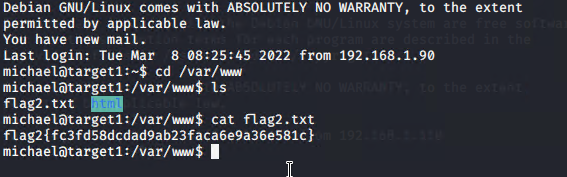 Debian GNU/Linux comes with ABSOLUTELY NO WARRANTY, to the extent
permitted by applicable law.
You have new mail.
Last login: Tue Mar  8 08:25:45 2022 from 192.168.1.90
michael@target1:~$ cd /var/www
michael@target1:/var/www$ ls
flag2.txt  html
michael@target1:/var/www$ cat flag2.txt
flag2{fc3fd58dcdad9ab23faca6e9a36e581c}
michael@target1:/var/www$